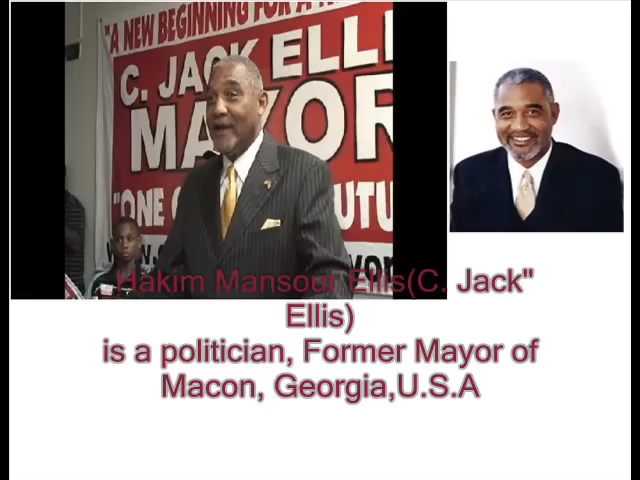 "A NEW BEGINNING FOR A
C. JACK ELLI
MAYOR
"ONE
UTU
Hakim Mansour Ellis(C. Jack"
Ellis)
is a politician, Former Mayor of
Macon, Georgia,U.S.A